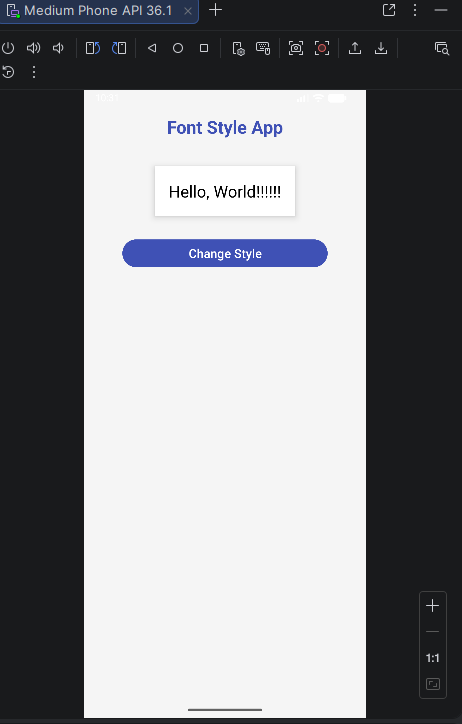 Medium Phone API 36.1
Font Style App
Hello, World!!!!!!
Change Style
1:1